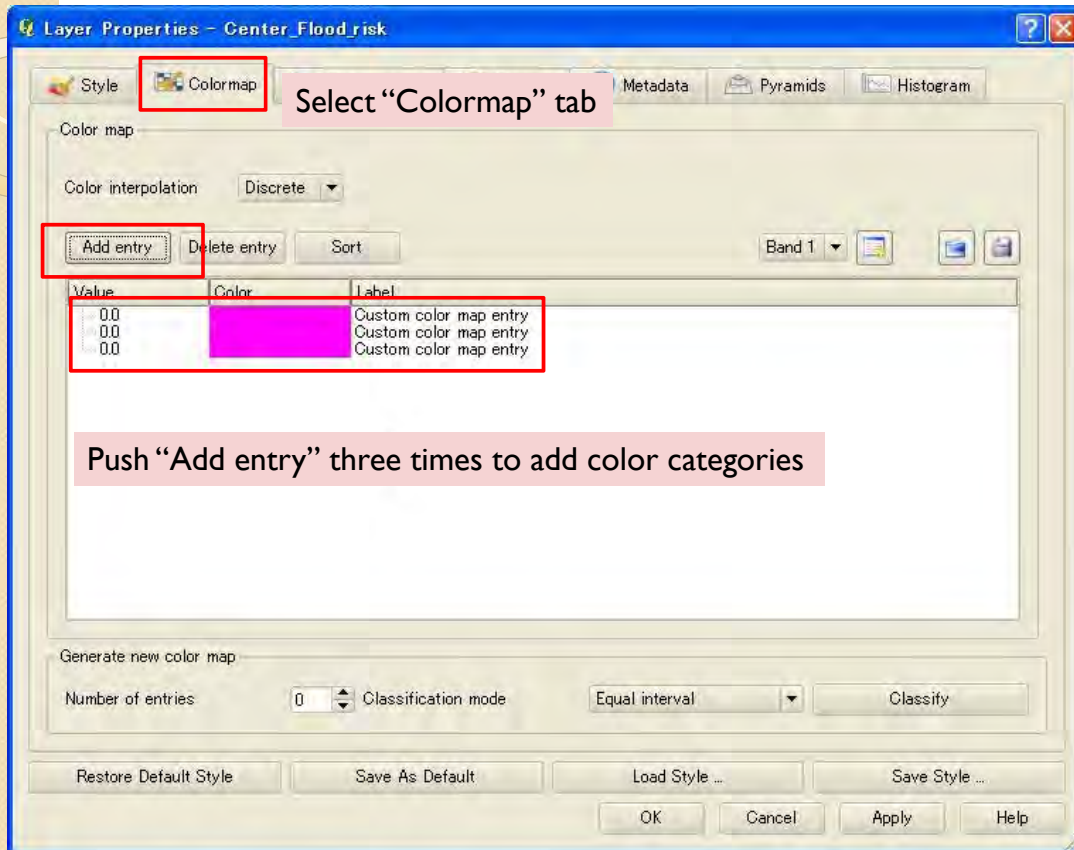 Layer Properties - Center_Flood_risk
Style Colormap Metadata Pyramids Histogram
Select “Colormap” tab
Color map
Color interpolation Discrete
Add entry Delete entry Sort Band 1
Value Color Label
0.0 Custom color map entry
0.0 Custom color map entry
0.0 Custom color map entry
Push “Add entry” three times to add color categories
Generate new color map
Number of entries 0 Classification mode Equal interval Classify
Restore Default Style Save As Default Load Style ... Save Style ...
OK Cancel Apply Help